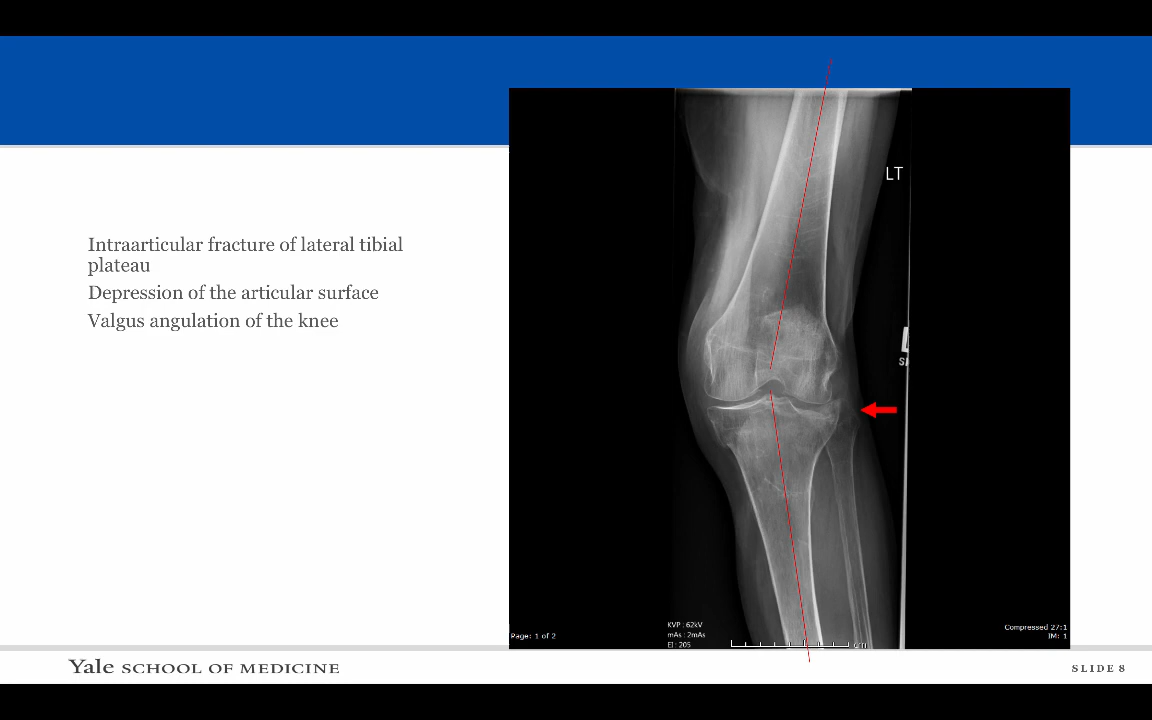 LT
Intraarticular fracture of lateral tibial
plateau
Depression of the articular surface
Valgus angulation of the knee
KVP : 62kV
mAs : 2mAs
EI : 205
Page: 1 of 2
cm
Compressed 27:1
IM: 1
Yale SCHOOL OF MEDICINE
SLIDE 8